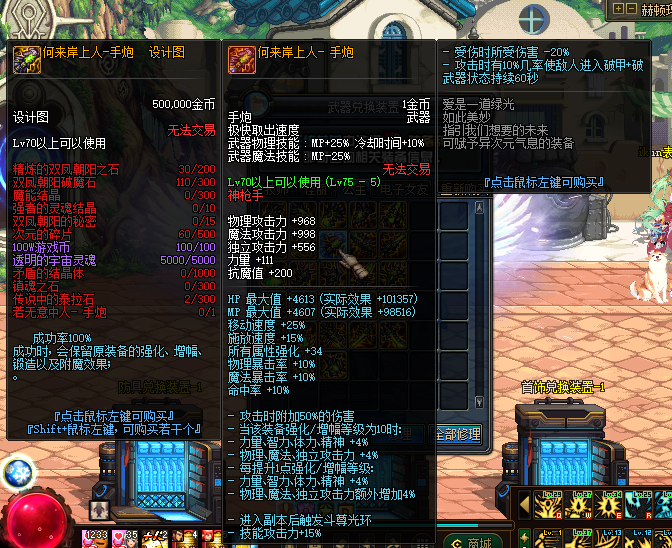 赫顿玛
何来岸上人-手炮 设计图
500,000金币
设计图
无法交易
Lv70以上可以使用
精炼的双凤朝阳之石 30/200
双凤朝阳破魔石 110/300
魔能结晶 0/300
强者的灵魂结晶 0/10
双凤朝阳的秘密 0/15
次元的碎片 60/500
100W游戏币 100/100
透明的宇宙灵魂 5000/5000
矛盾的结晶体 0/1000
镇魂之石 0/300
传说中的泰拉石 2/300
若无意中人- 手炮 0/1
成功率100%
成功时, 会保留原装备的强化、增幅、
锻造以及附魔效果;
。
『点击鼠标左键可购买』
『Shift+鼠标左键, 可购买若干个』
何来岸上人- 手炮
武器兑换装置
1金币
手炮 武器
极快取出速度
武器物理技能 : MP+25% 冷却时间+10%
武器魔法技能 : MP-25%
无法交易
Lv70以上可以使用 (Lv75 - 5)
神枪手
物理攻击力 +968
魔法攻击力 +998
独立攻击力 +556
力量 +111
抗魔值 +200
HP 最大值 +4613 (实际效果 +101357)
MP 最大值 +4607 (实际效果 +98516)
移动速度 +25%
施放速度 +15%
所有属性强化 +34
物理暴击率 +10%
魔法暴击率 +10%
命中率 +10%
- 攻击时附加50%的伤害
- 当该装备强化/增幅等级为10时:
- 力量、智力、体力、精神 +4%
- 物理、魔法、独立攻击力 +4%
- 每提升1点强化/增幅等级:
- 力量、智力、体力、精神 +4%
- 物理、魔法、独立攻击力额外增加4%
- 进入副本后触发斗尊光环
- 技能攻击力+15%
- 受伤时所受伤害 -20%
- 攻击时有10%几率使敌人进入破甲+破
武器状态持续60秒
爱是一道绿光
如此美妙
指引我们想要的未来
可赋予异次元气息的装备
『点击鼠标左键可购买』
防具兑换装置-1
首饰兑换装置-1
全部修理
商城
1233
35
2
4